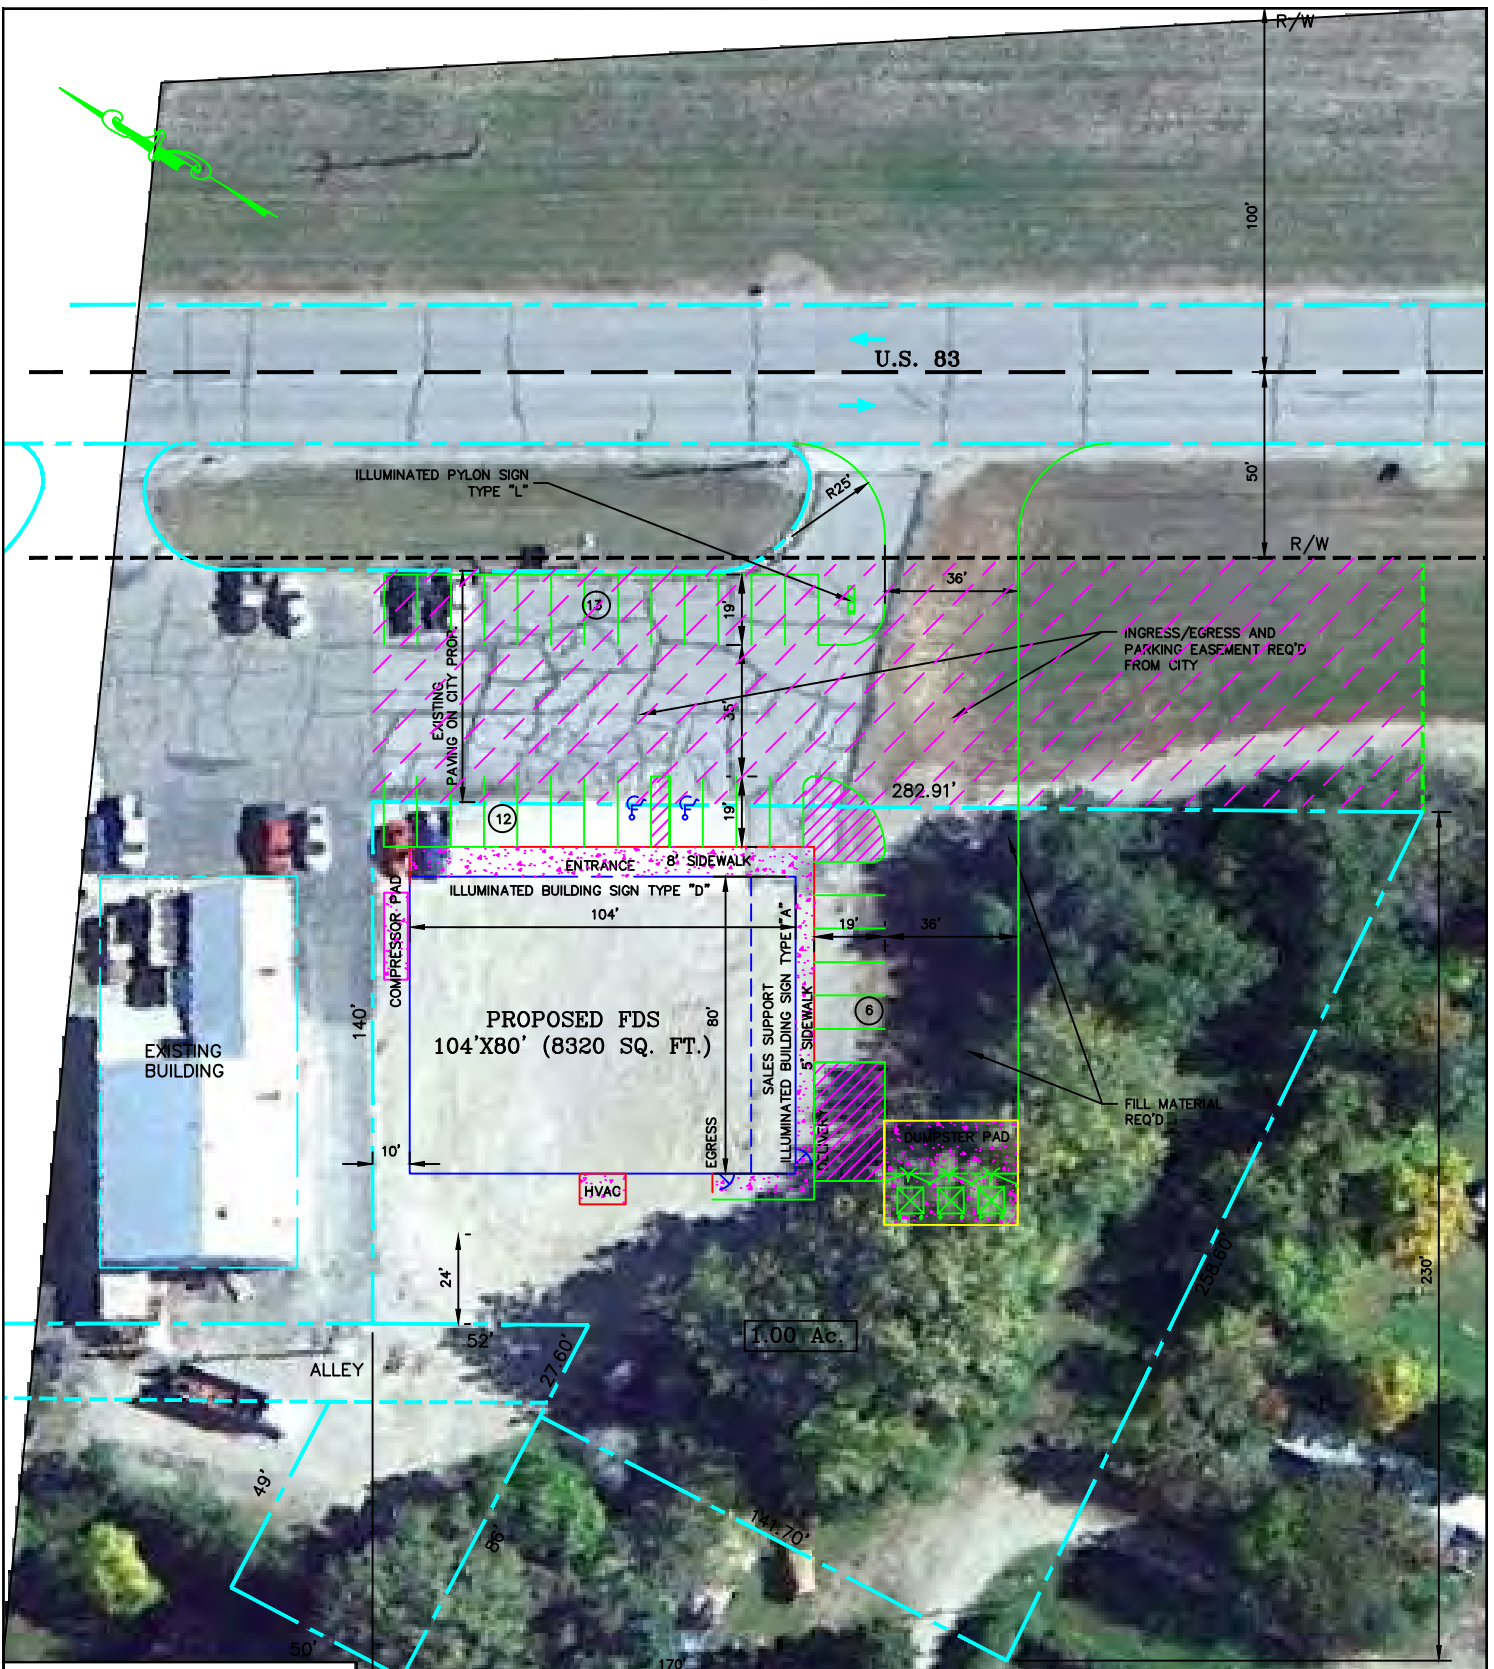 R/W
100'
U.S. 83
ILLUMINATED PYLON SIGN
TYPE "L"
R25'
50'
R/W
36'
13
19'
INGRESS/EGRESS AND
PARKING EASEMENT REQ'D
FROM CITY
EXISTING
PAVING ON CITY PROP.
35'
282.91'
12
19'
ENTRANCE
8' SIDEWALK
ILLUMINATED BUILDING SIGN TYPE "D"
104'
COMPRESSOR PAD
19'
36'
140'
PROPOSED FDS
104'X80' (8320 SQ. FT.)
80'
SALES SUPPORT
ILLUMINATED BUILDING SIGN TYPE "A"
5' SIDEWALK
6
EXISTING
BUILDING
FILL MATERIAL
REQ'D
10'
EGRESS
DELIVERY
DUMPSTER PAD
HVAC
24'
258.60'
230'
52'
1.00 Ac.
27.60'
ALLEY
49'
86'
141.70'
50'
170'